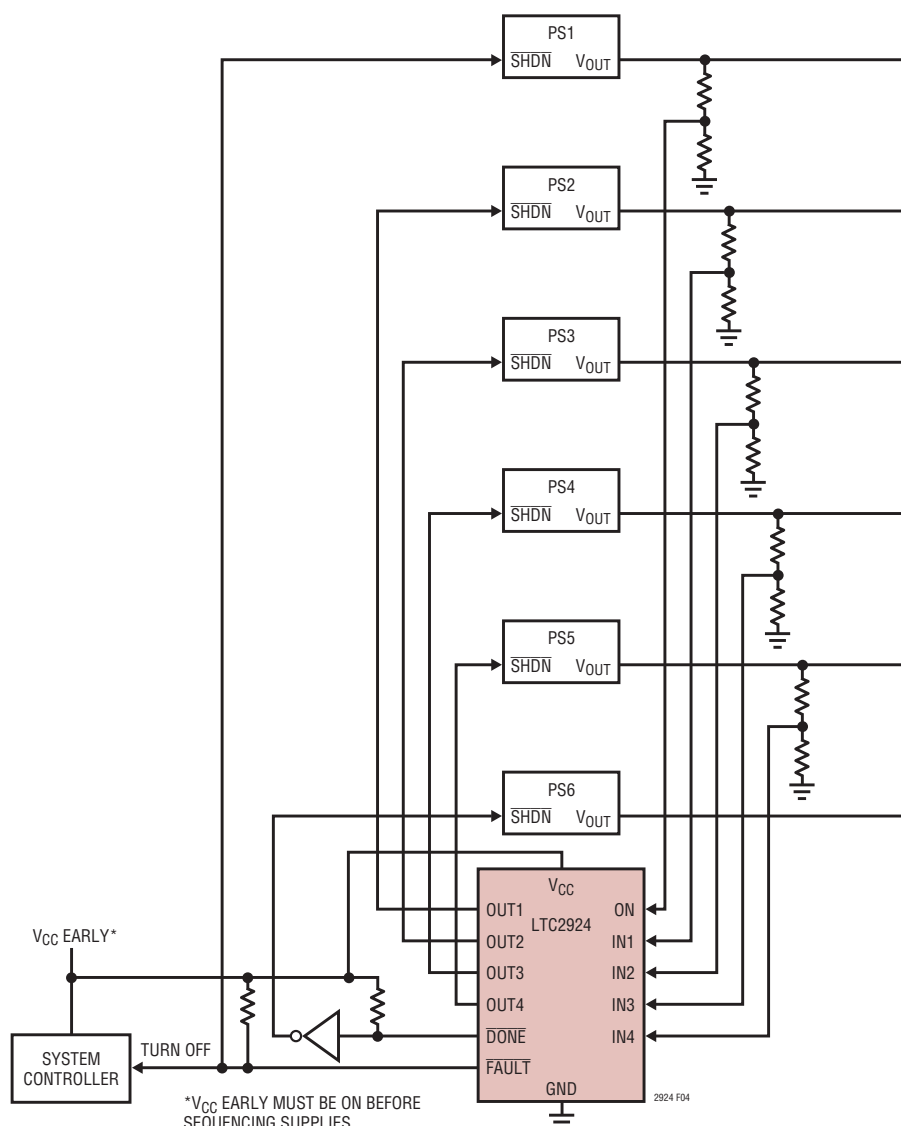 PS1
SHDN VOUT
PS2
SHDN VOUT
PS3
SHDN VOUT
PS4
SHDN VOUT
PS5
SHDN VOUT
PS6
SHDN VOUT
VCC
LTC2924
OUT1 ON
OUT2 IN1
OUT3 IN2
OUT4 IN3
DONE IN4
FAULT
GND
VCC EARLY*
SYSTEM
CONTROLLER
TURN OFF
*VCC EARLY MUST BE ON BEFORE
SEQUENCING SUPPLIES
2924 F04